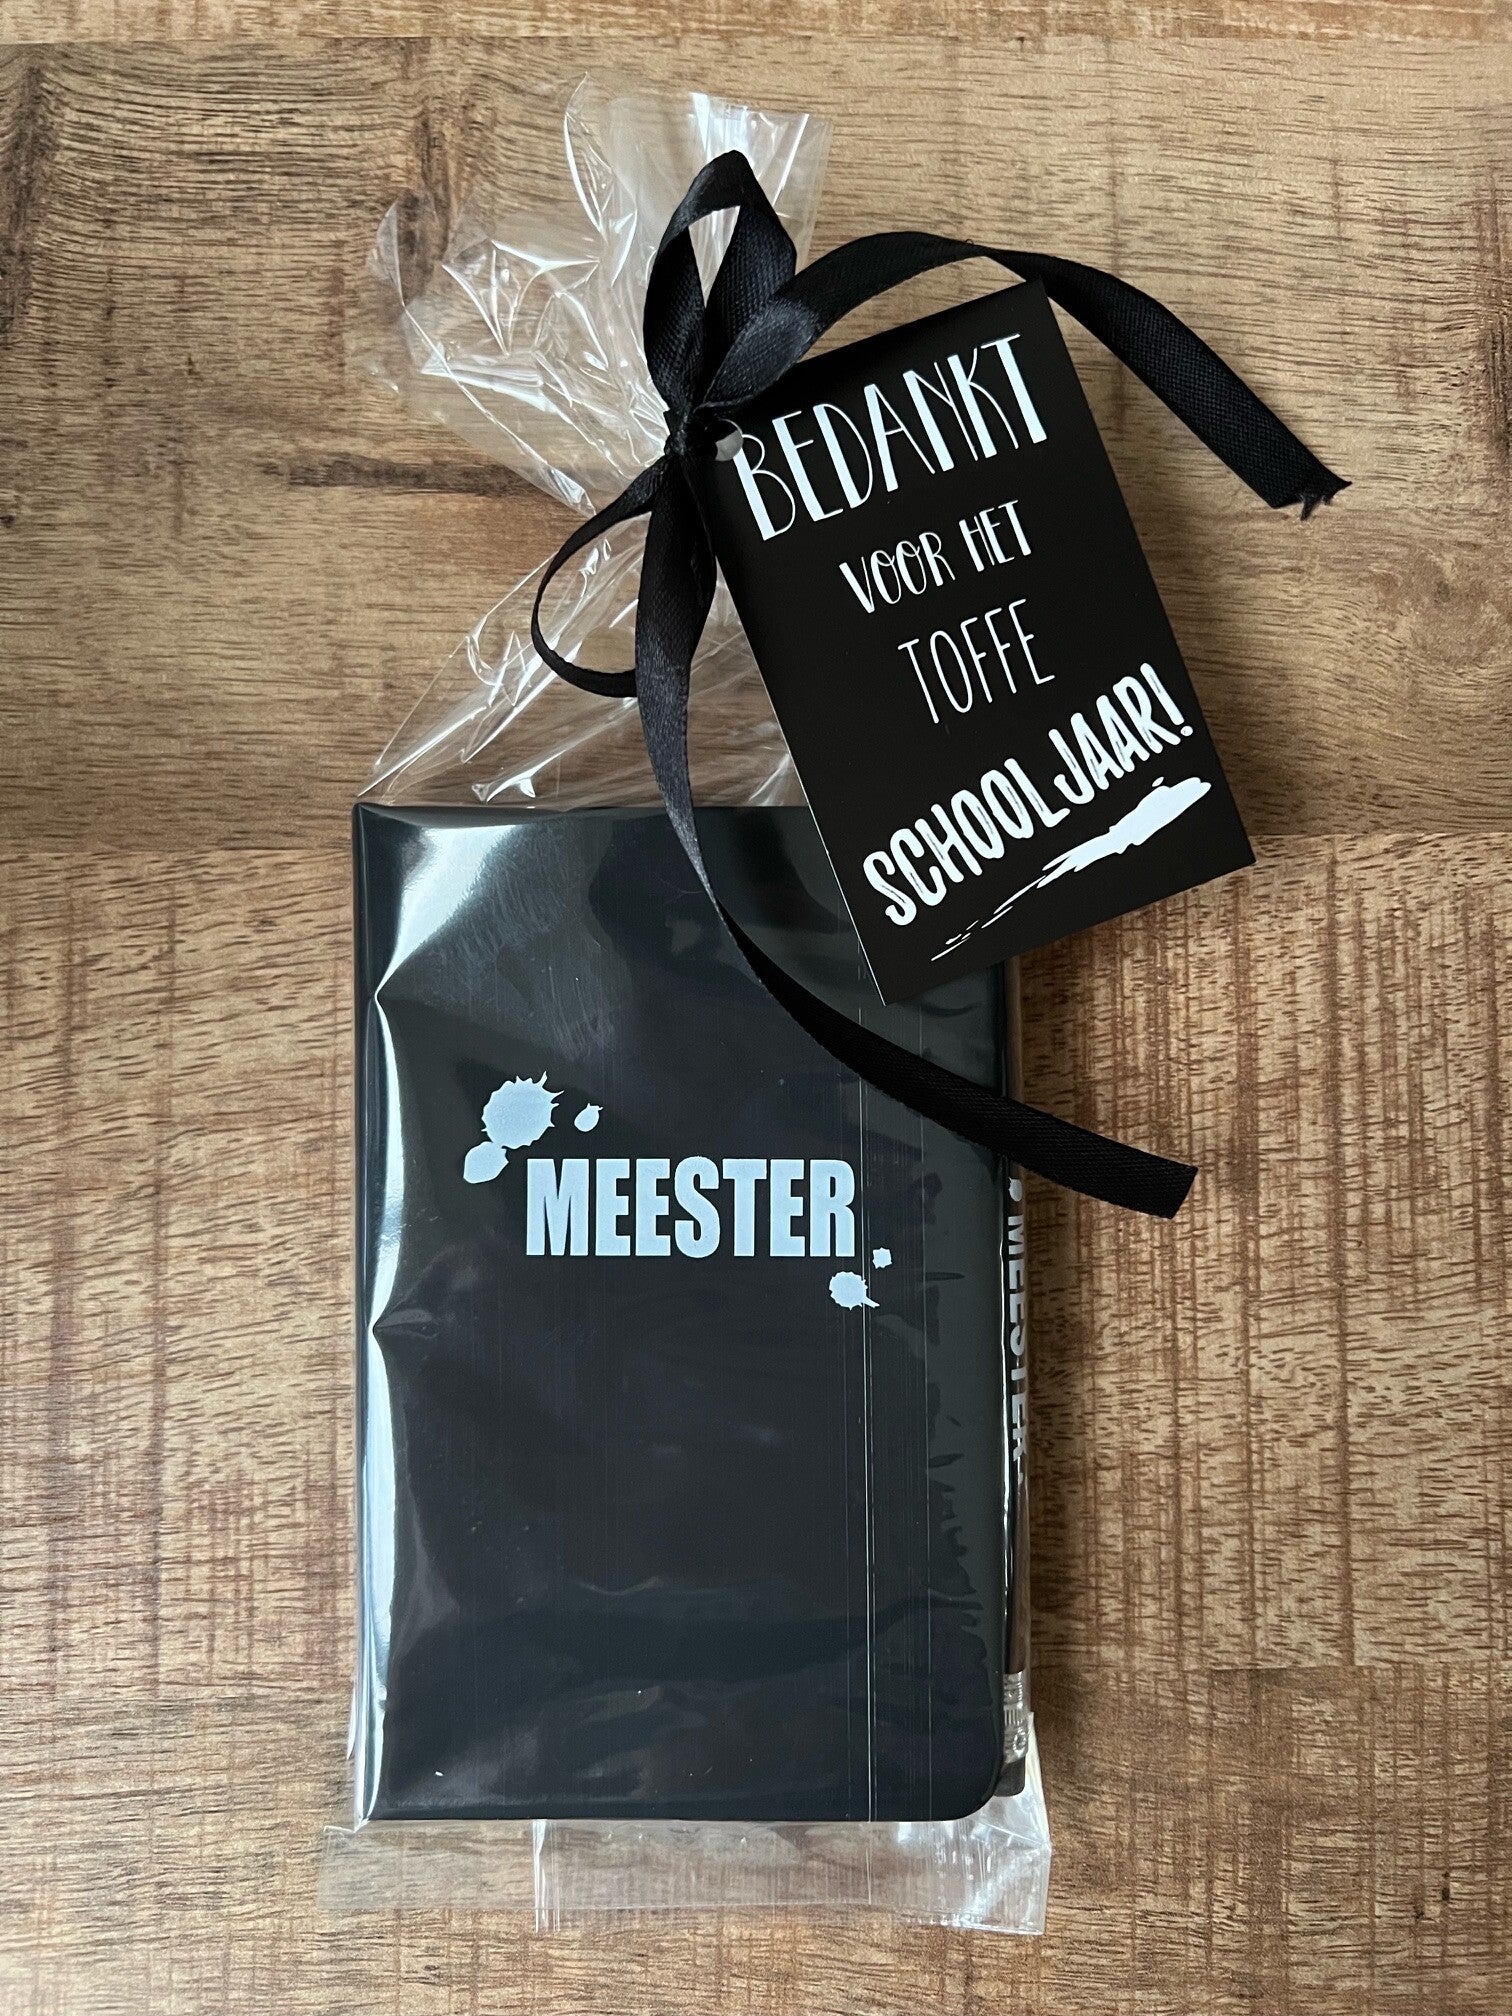 BEDANKT
VOOR HET
TOFFE
SCHOOLJAAR!
MEESTER
MEESTER